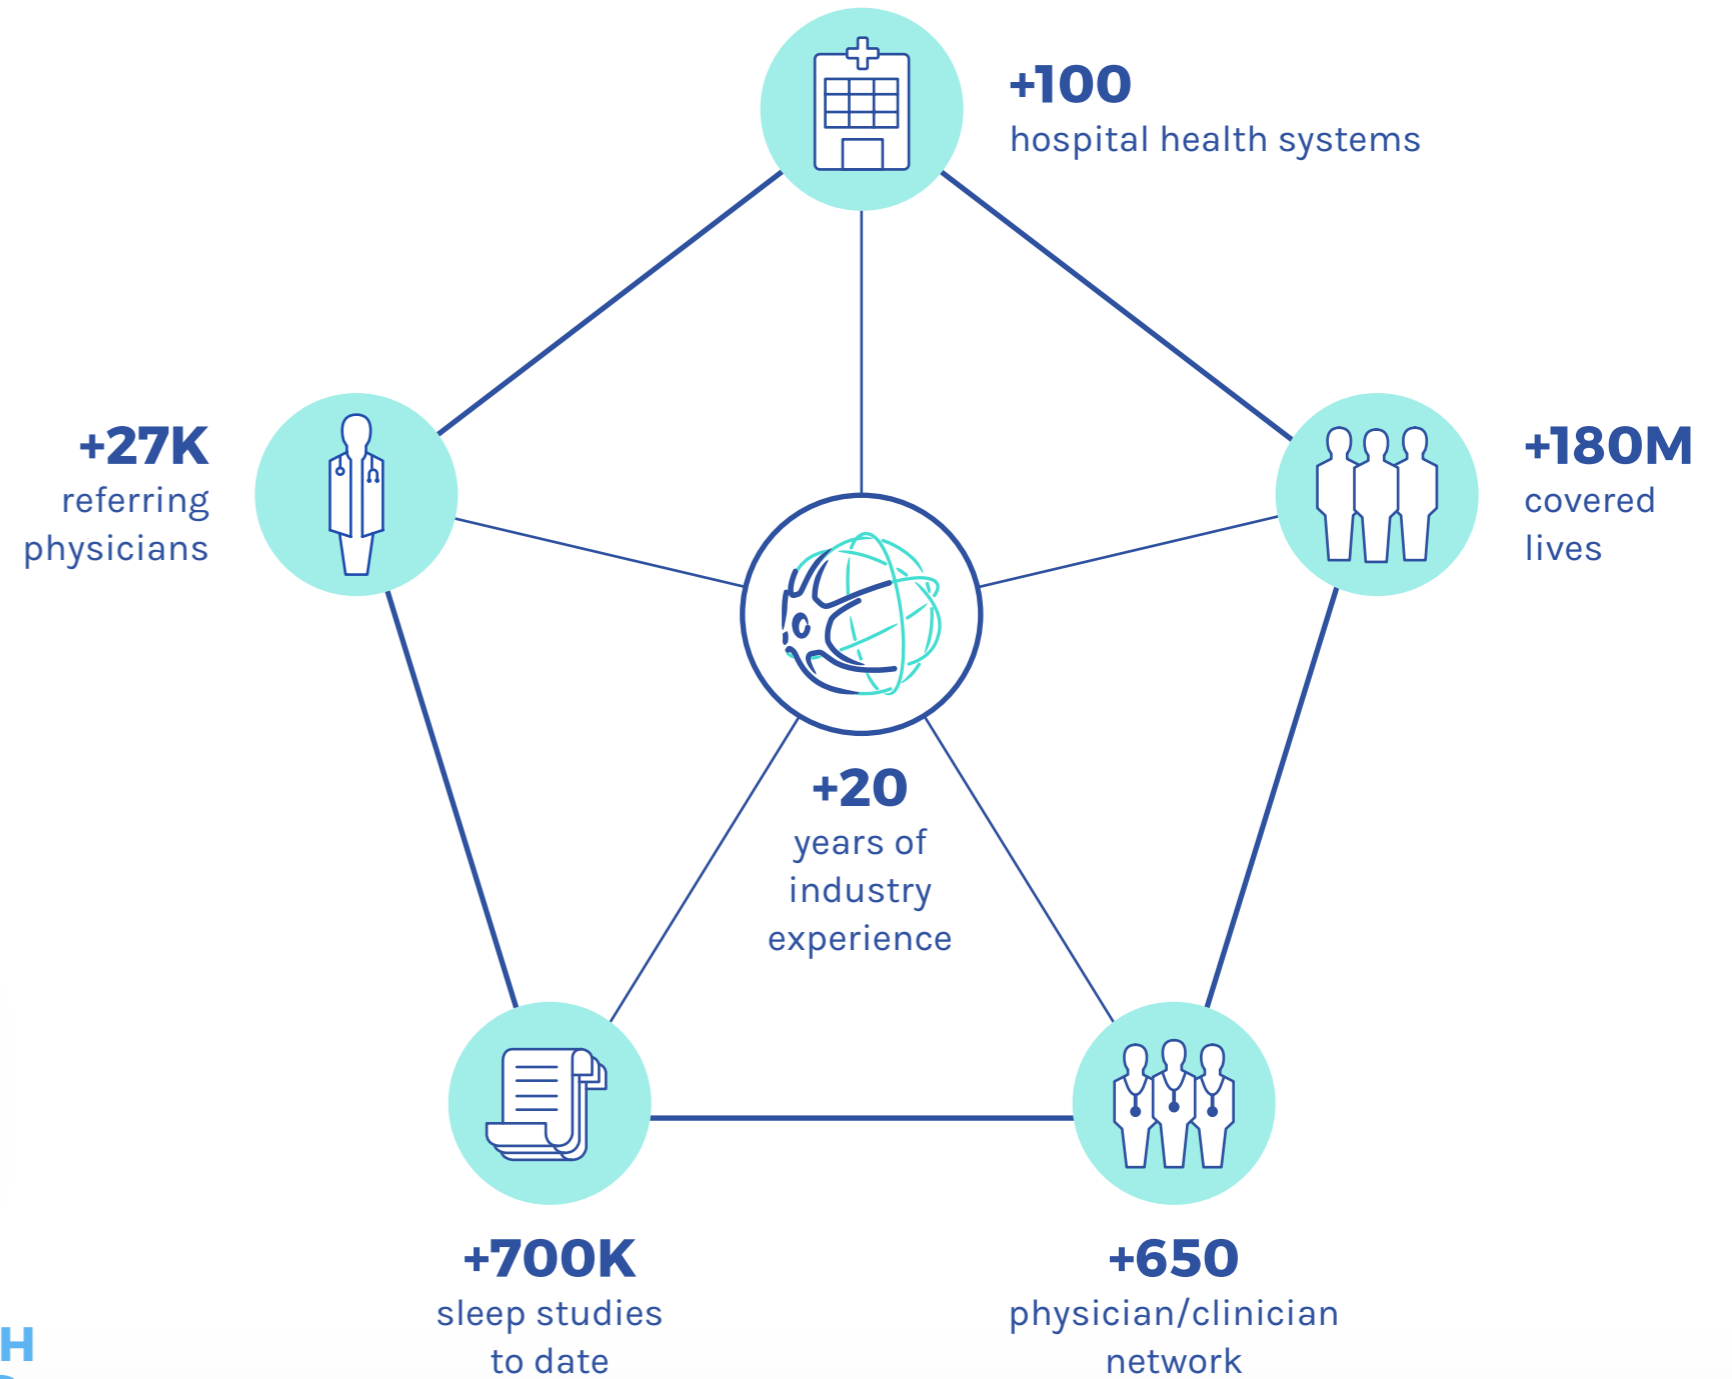 +100
hospital health systems
+27K
referring
physicians
+180M
covered
lives
+20
years of
industry
experience
+700K
sleep studies
to date
+650
physician/clinician
network
H